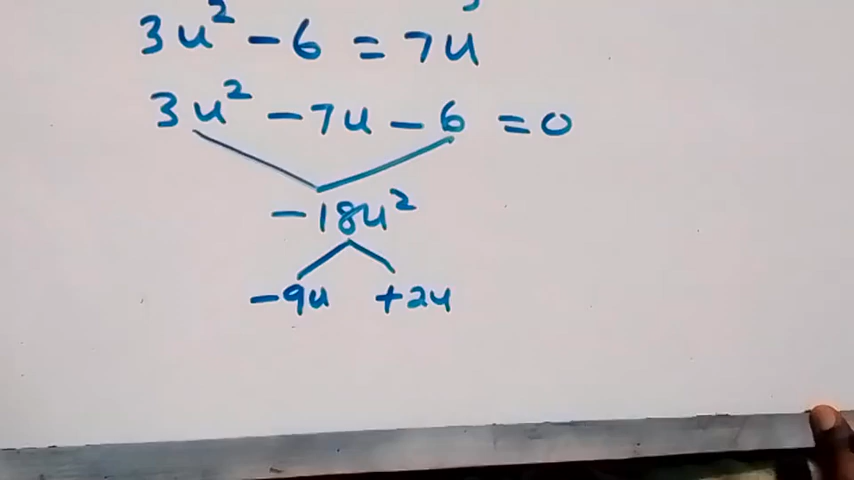 3u² - 6 = 7u
3u² - 7u - 6 = 0
-18u²
-9u +2u